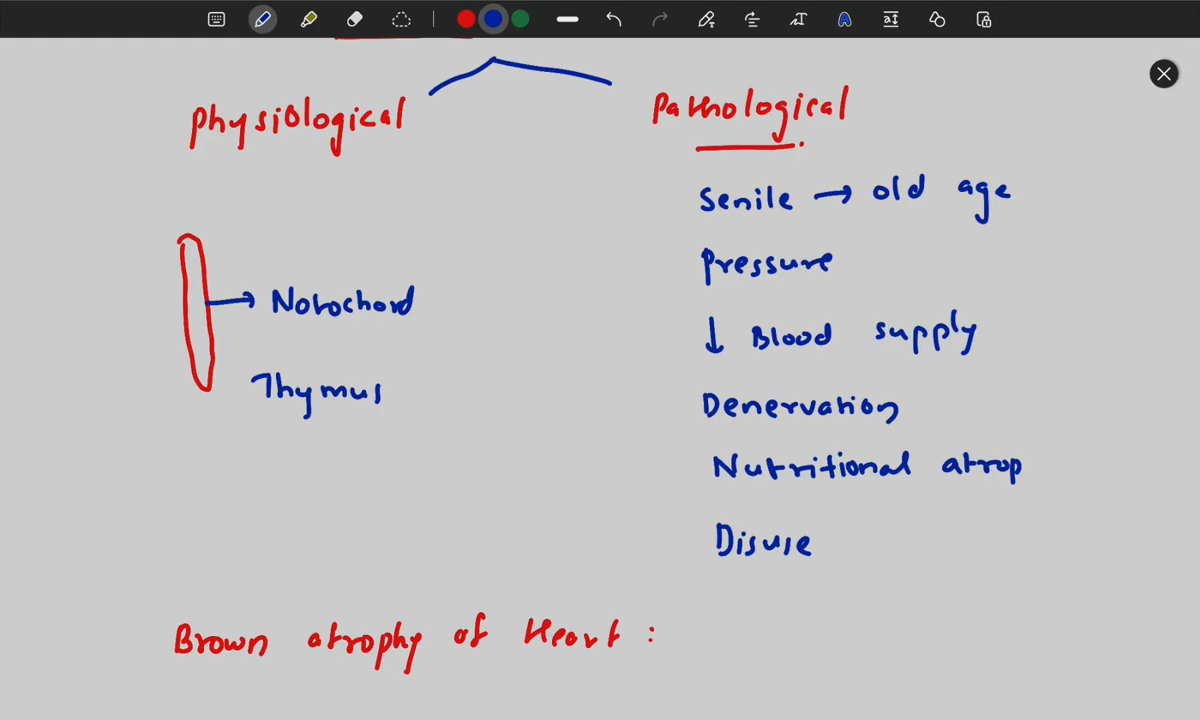 Physiological
Pathological
Senile → old age
Pressure
↓ Blood supply
Notochord
Thymus
Denervation
Nutritional atrop
Disuse
Brown atrophy of Heart :